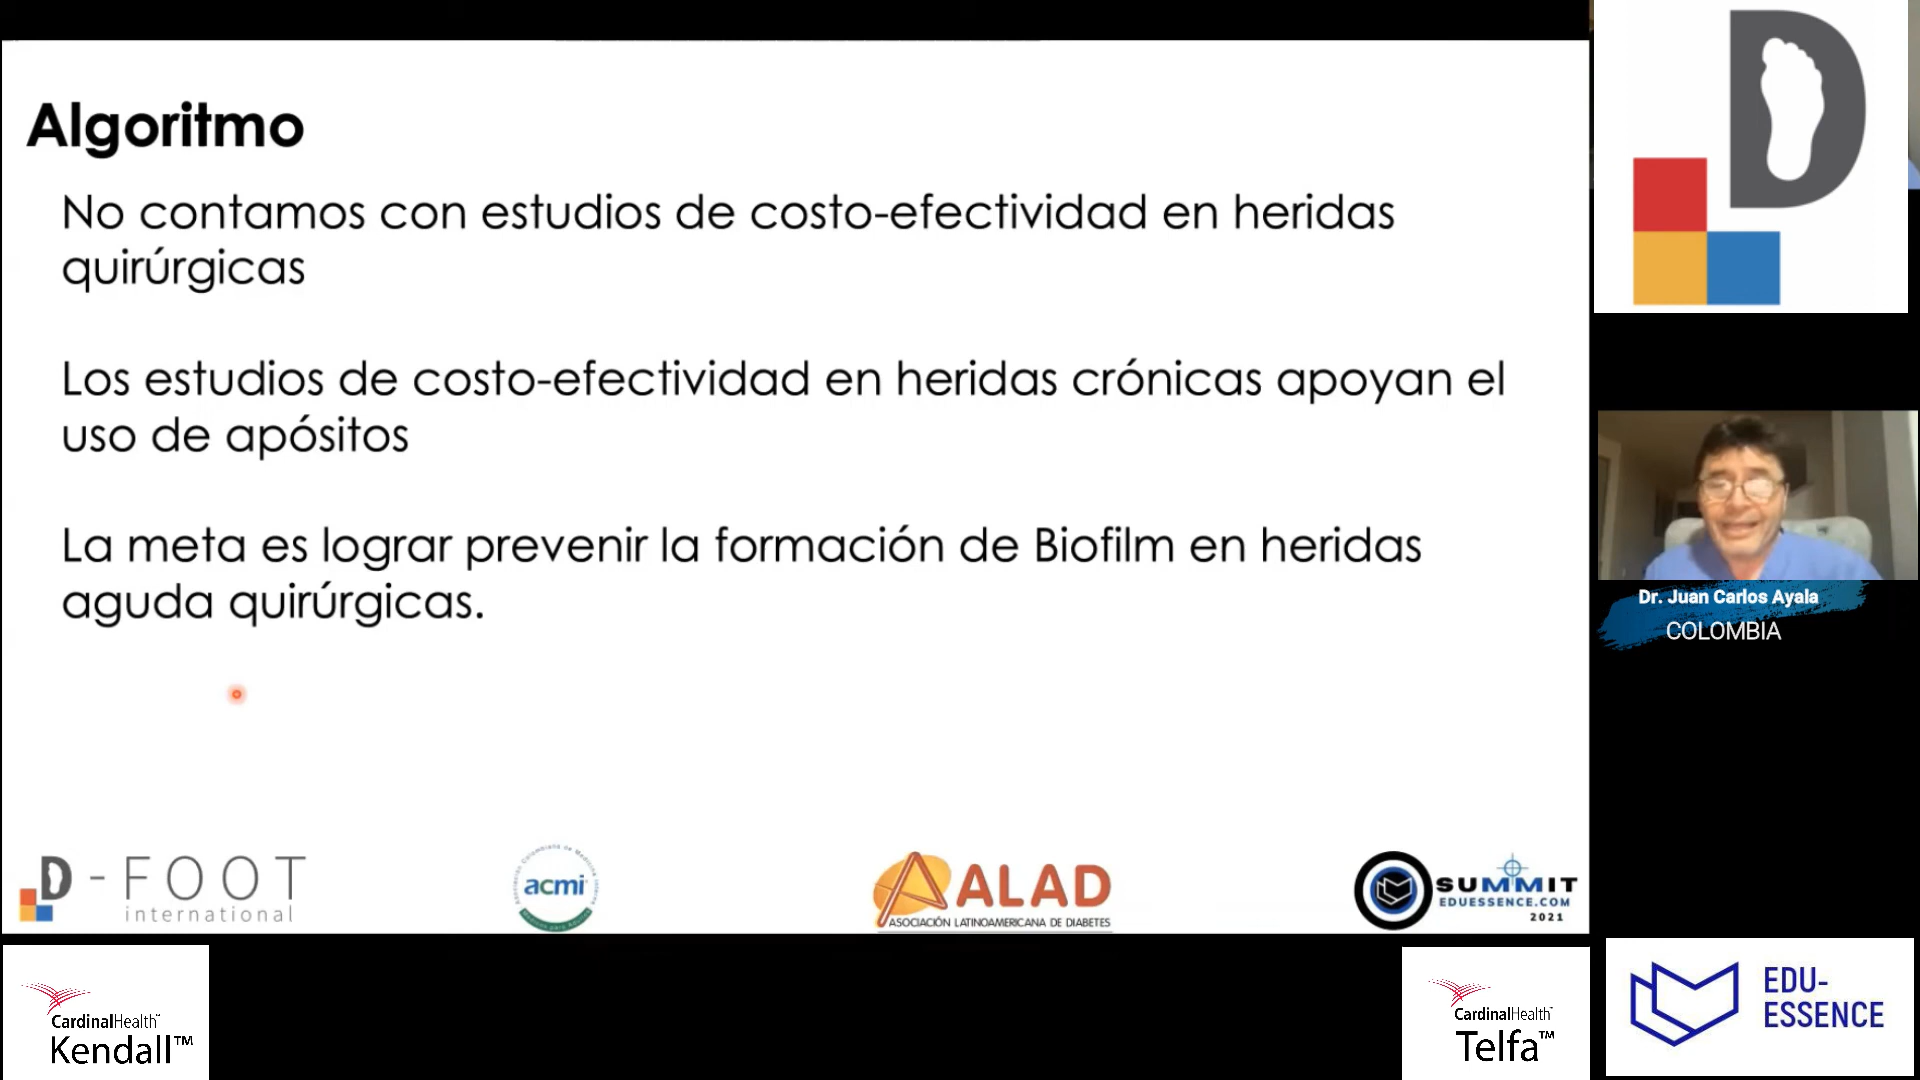 Algoritmo
No contamos con estudios de costo-efectividad en heridas
quirúrgicas
Los estudios de costo-efectividad en heridas crónicas apoyan el
uso de apósitos
La meta es lograr prevenir la formación de Biofilm en heridas
aguda quirúrgicas.
D
Dr. Juan Carlos Ayala
COLOMBIA
D-FOOT
international
acmi
ALAD
ASOCIACIÓN LATINOAMERICANA DE DIABETES
SUMMIT
EDUESSENCE.COM
2021
CardinalHealth™
Kendall™
CardinalHealth™
Telfa™
EDU-
ESSENCE